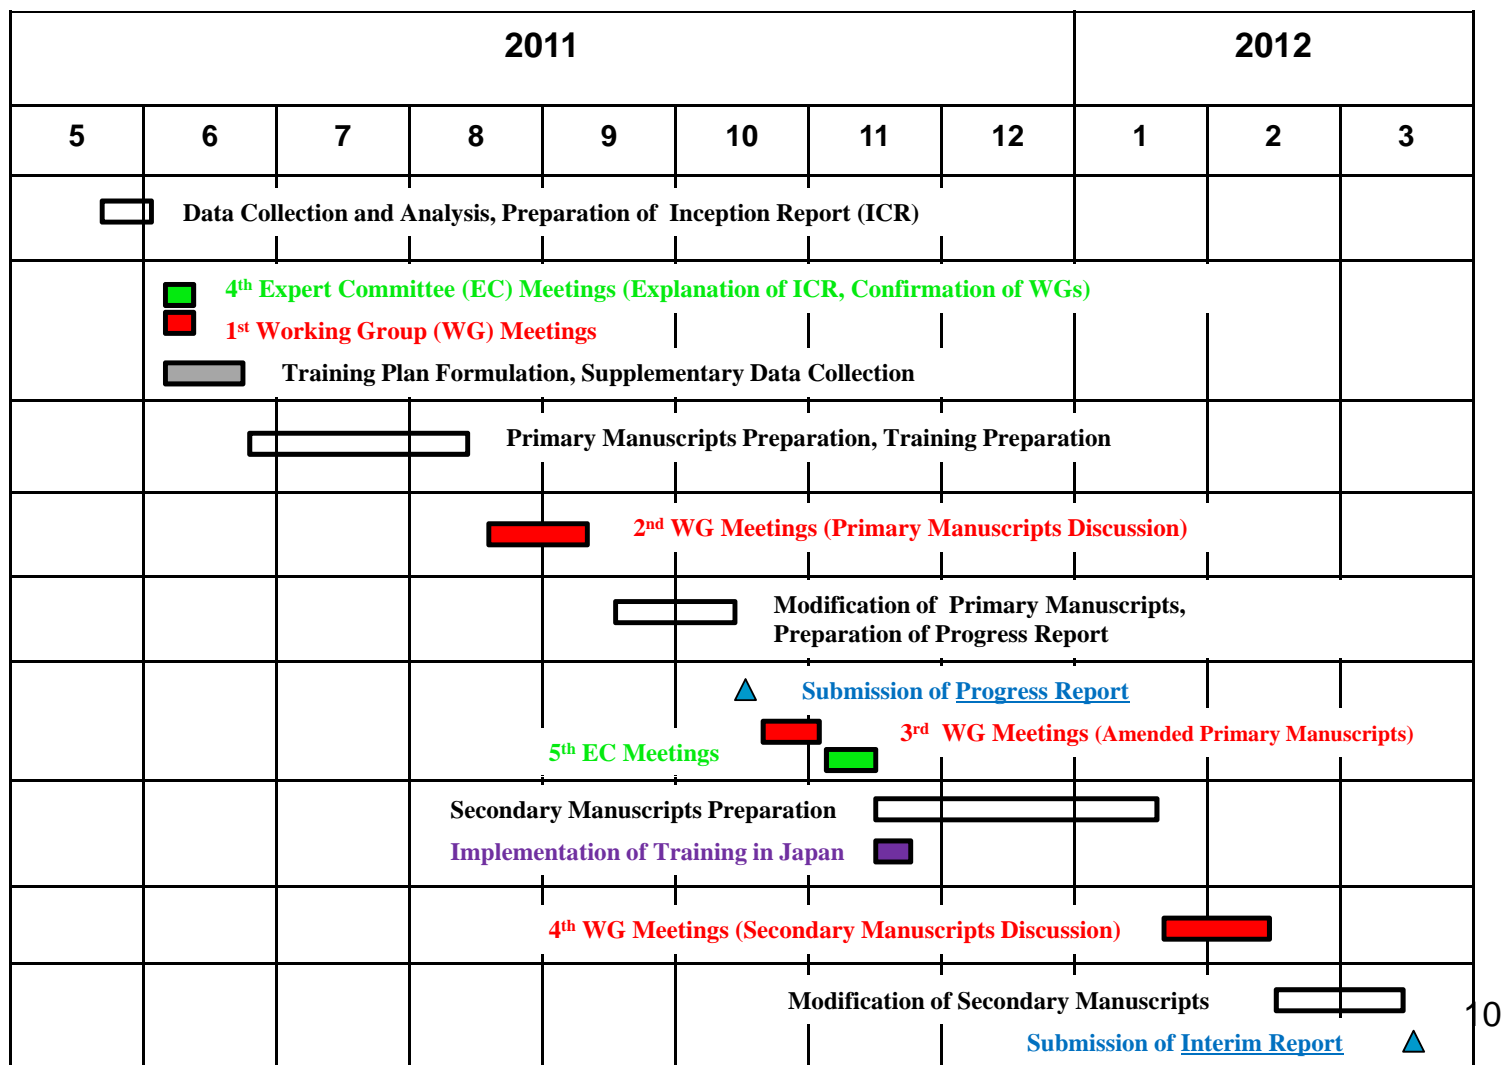 2011 2012
5 6 7 8 9 10 11 12 1 2 3
Data Collection and Analysis, Preparation of Inception Report (ICR)
4th Expert Committee (EC) Meetings (Explanation of ICR, Confirmation of WGs)
1st Working Group (WG) Meetings
Training Plan Formulation, Supplementary Data Collection
Primary Manuscripts Preparation, Training Preparation
2nd WG Meetings (Primary Manuscripts Discussion)
Modification of Primary Manuscripts,
Preparation of Progress Report
Submission of Progress Report
3rd WG Meetings (Amended Primary Manuscripts)
5th EC Meetings
Secondary Manuscripts Preparation
Implementation of Training in Japan
4th WG Meetings (Secondary Manuscripts Discussion)
Modification of Secondary Manuscripts
10
Submission of Interim Report